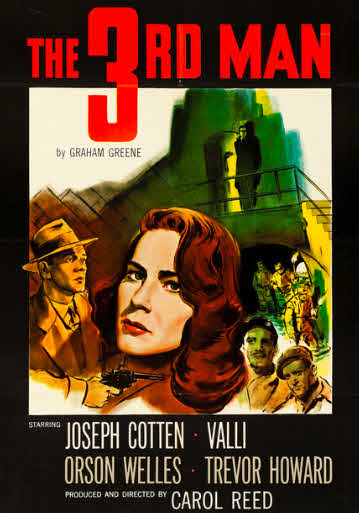 THE 3RD MAN
by GRAHAM GREENE
STARRING JOSEPH COTTEN · VALLI
ORSON WELLES · TREVOR HOWARD
PRODUCED AND DIRECTED BY CAROL REED